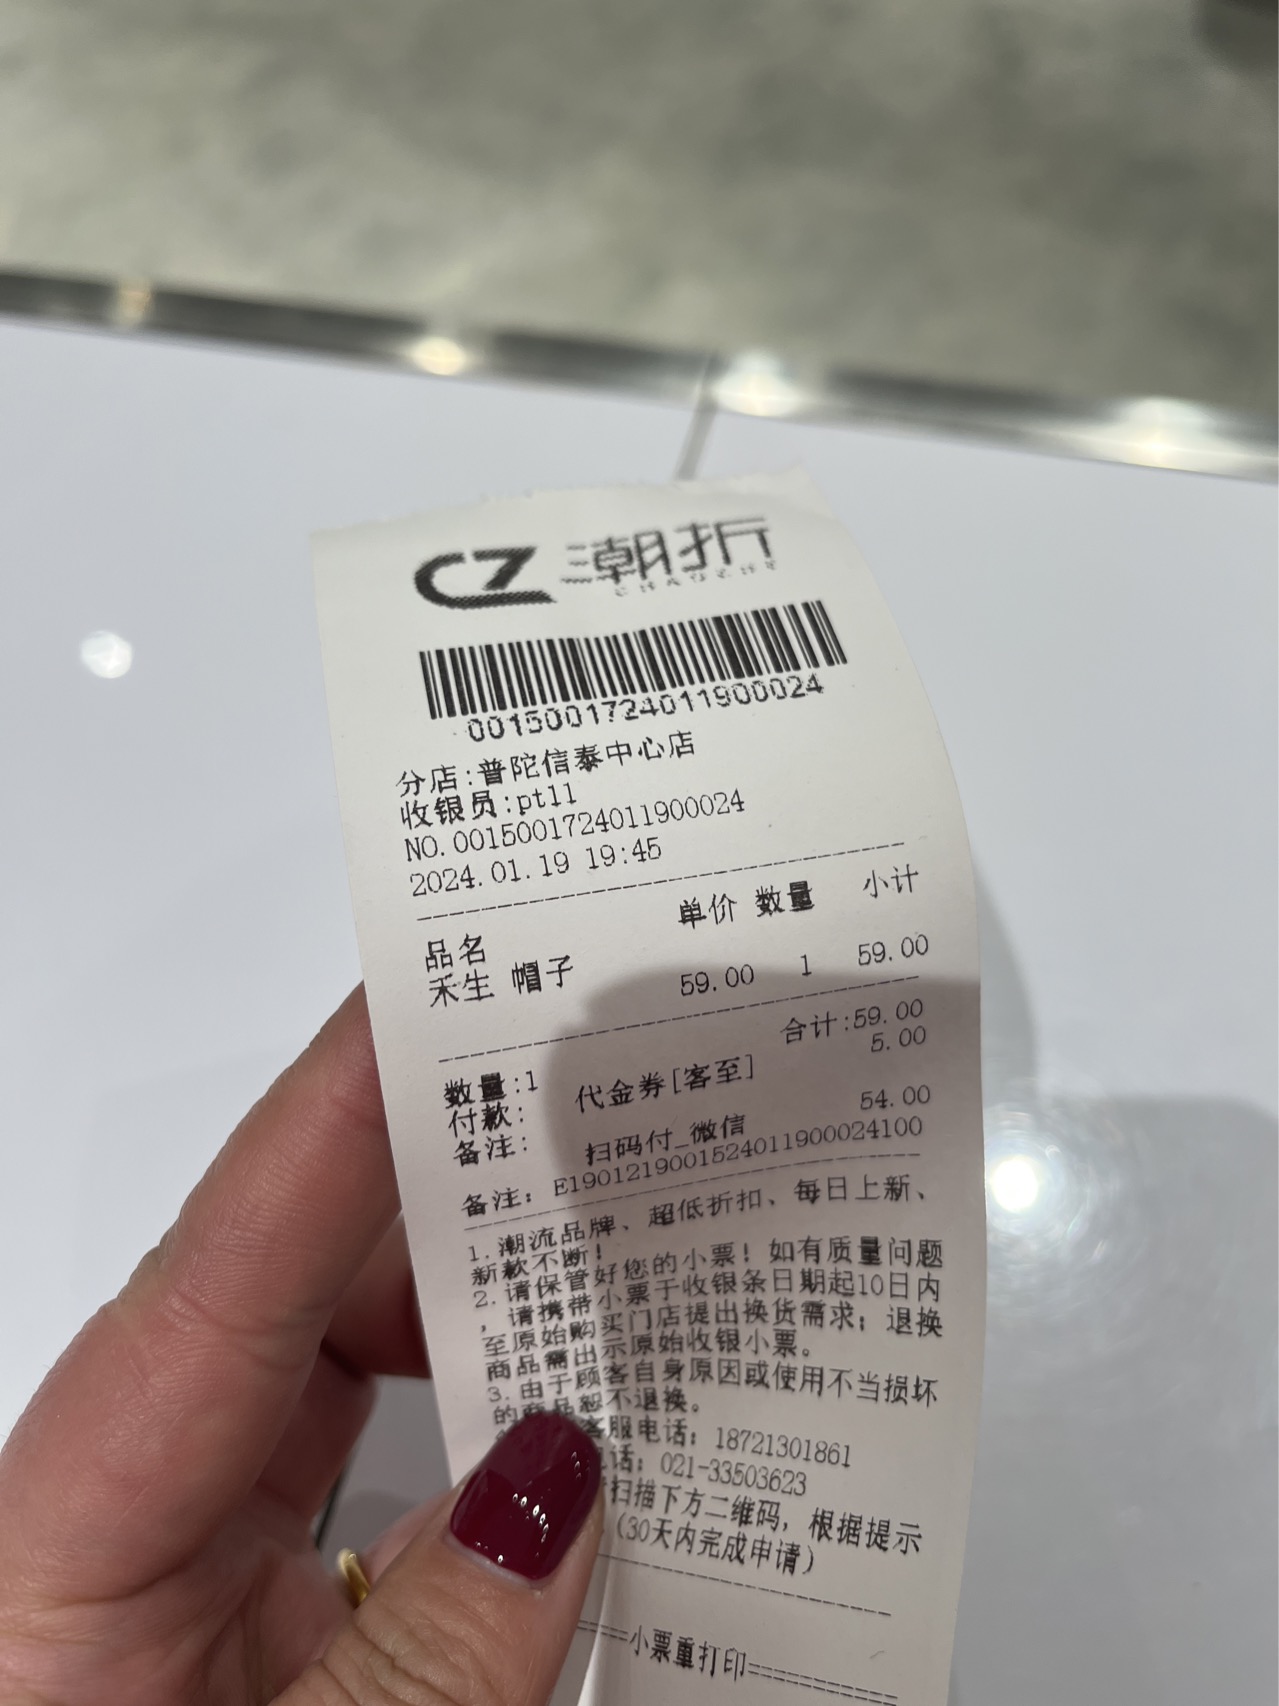 CZ 潮折
CHAOZHE
0015001724011900024
分店:普陀信泰中心店
收银员:pt11
NO.0015001724011900024
2024.01.19 19:45
品名 单价 数量 小计
禾生 帽子 59.00 1 59.00
数量:1 合计:59.00
付款: 代金券[客至] 5.00
备注:
扫码付_微信 54.00
备注: E1901219001524011900024100
1.潮流品牌、超低折扣、每日上新、
新款不断!
2.请保管好您的小票!如有质量问题
,请携带小票于收银条日期起10日内
至原始购买门店提出换货需求;退换
商品需出示原始收银小票。
3.由于顾客自身原因或使用不当损坏
的商品恕不退换。
客服电话: 18721301861
话: 021-33503623
扫描下方二维码,根据提示
(30天内完成申请)
====小票重打印==========